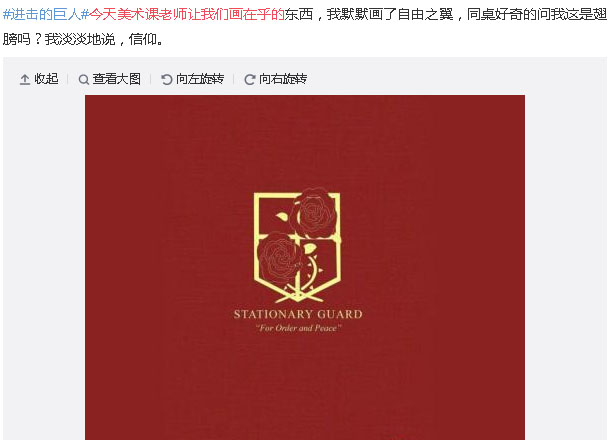 #进击的巨人#今天美术课老师让我们画在乎的东西，我默默画了自由之翼，同桌好奇的问我这是翅
膀吗？我淡淡地说，信仰。
收起 查看大图 向左旋转 向右旋转
STATIONARY GUARD
"For Order and Peace"